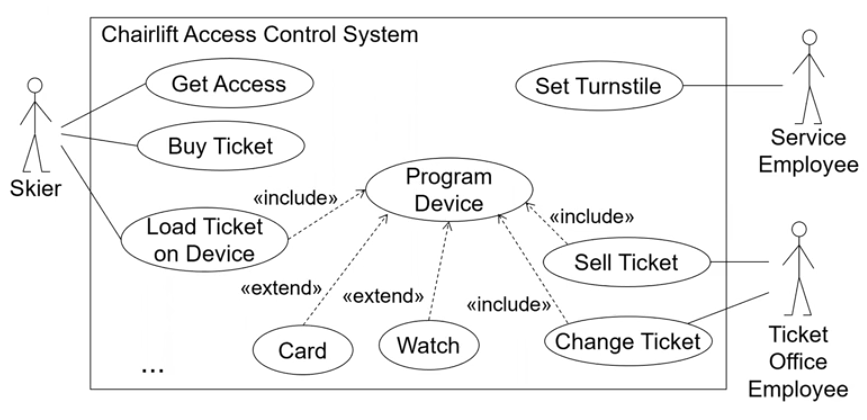 Chairlift Access Control System
Get Access
Set Turnstile
Buy Ticket
Service
Employee
Skier
Program
Device
«include»
«include»
Load Ticket
on Device
Sell Ticket
«extend»
«extend»
«include»
Card
Watch
Change Ticket
Ticket
Office
Employee
...